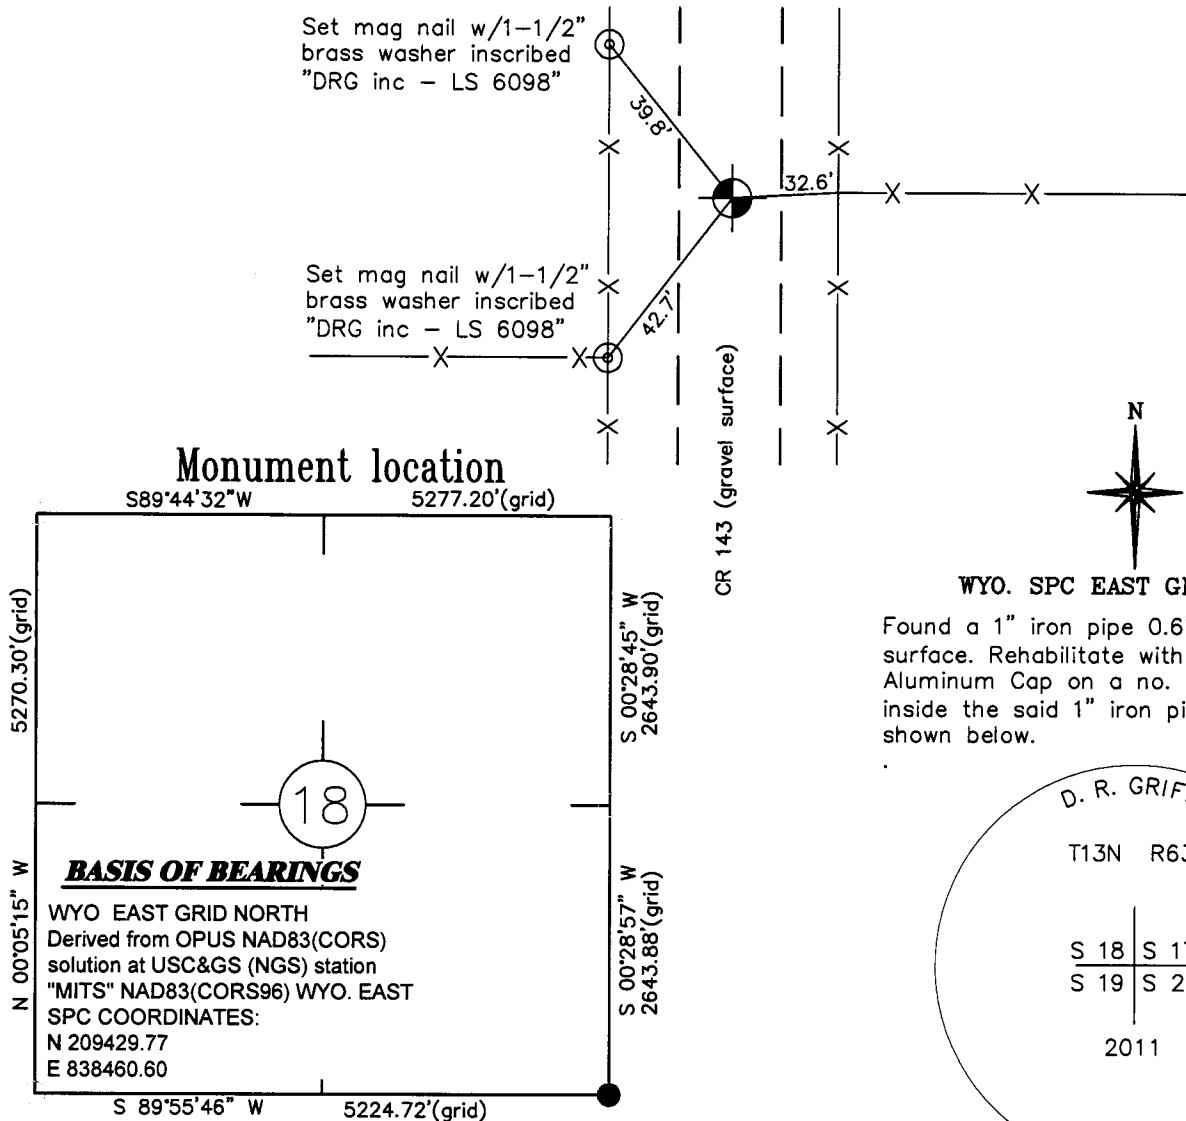 Set mag nail w/1-1/2"
brass washer inscribed
"DRG inc - LS 6098"
39.8'
32.6'
Set mag nail w/1-1/2"
brass washer inscribed
"DRG inc - LS 6098"
42.7'
CR 143 (gravel surface)
N
WYO. SPC EAST
Found a 1" iron pipe 0.6
surface. Rehabilitate with
Aluminum Cap on a no.
inside the said 1" iron
shown below.
.
Monument location
S89°44'32"W 5277.20'(grid)
5270.30'(grid)
N 00°05'15" W
S 00°28'45" W
2643.90'(grid)
S 00°28'57" W
2643.88'(grid)
18
BASIS OF BEARINGS
WYO EAST GRID NORTH
Derived from OPUS NAD83(CORS)
solution at USC&GS (NGS) station
"MITS" NAD83(CORS96) WYO. EAST
SPC COORDINATES:
N 209429.77
E 838460.60
S 89°55'46" W 5224.72'(grid)
D. R.
T13N
S 18 S
S 19 S
2011